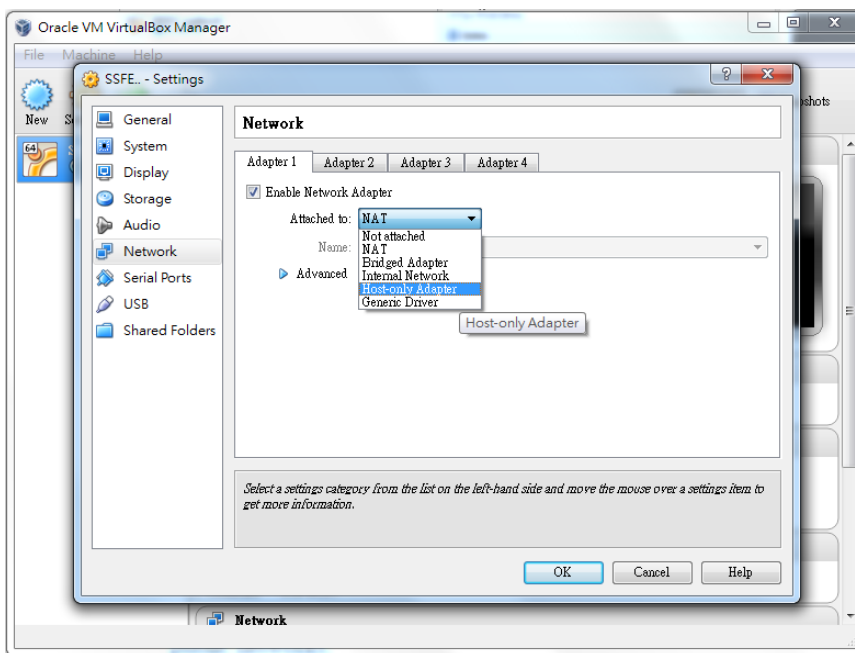 Oracle VM VirtualBox Manager
File Machine Help
SSFE.. - Settings
New
shots
64
General
System
Display
Storage
Audio
Network
Serial Ports
USB
Shared Folders
Network
Adapter 1 Adapter 2 Adapter 3 Adapter 4
Enable Network Adapter
Attached to: NAT
Not attached
NAT
Bridged Adapter
Internal Network
Host-only Adapter
Generic Driver
Name:
Advanced
Host-only Adapter
Select a settings category from the list on the left-hand side and move the mouse over a settings item to
get more information.
OK Cancel Help
Network